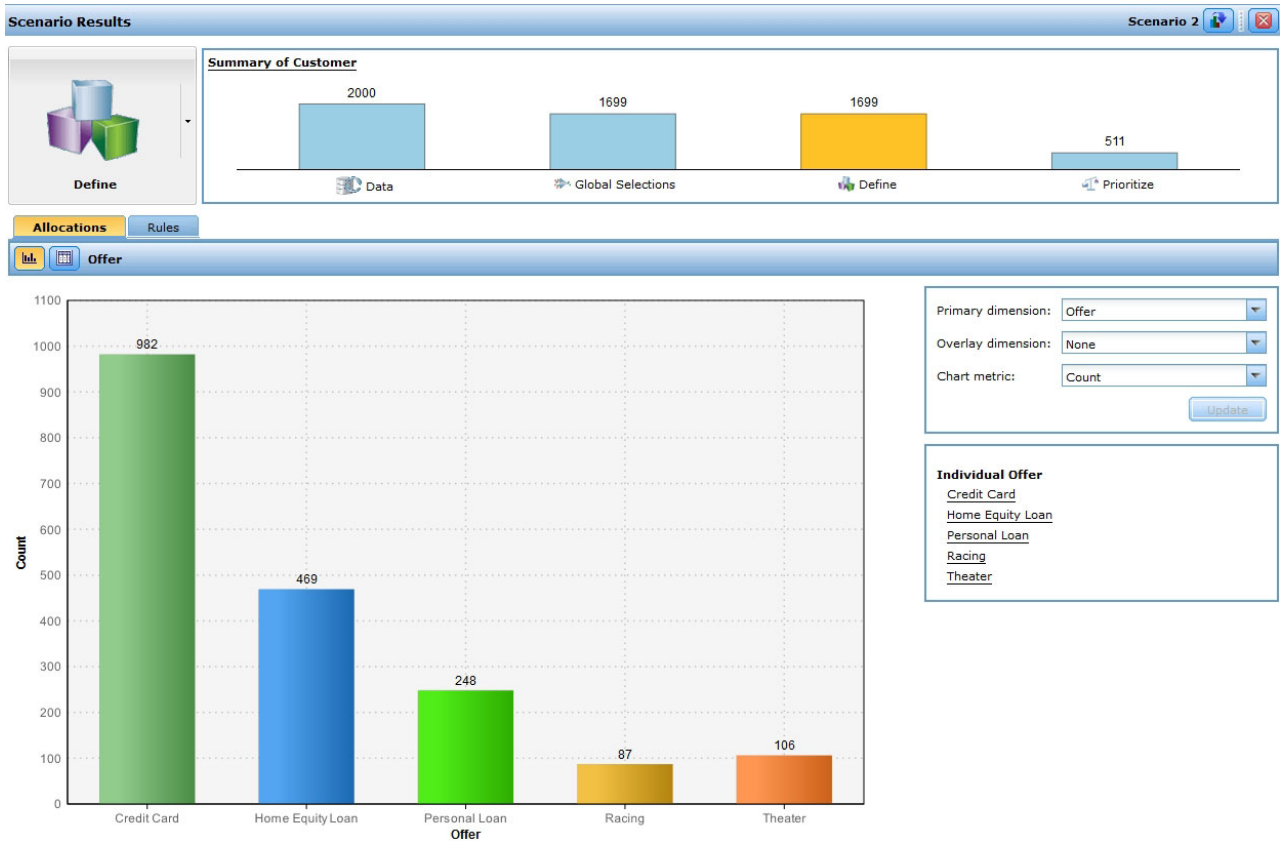 Scenario Results
Scenario 2
Define
Summary of Customer
2000
1699
1699
511
Data
Global Selections
Define
Prioritize
Allocations
Rules
Offer
1100
1000
900
800
700
600
500
400
300
200
100
0
Count
982
469
248
87
106
Credit Card
Home Equity Loan
Personal Loan
Racing
Theater
Offer
Primary dimension: Offer
Overlay dimension: None
Chart metric: Count
Update
Individual Offer
Credit Card
Home Equity Loan
Personal Loan
Racing
Theater